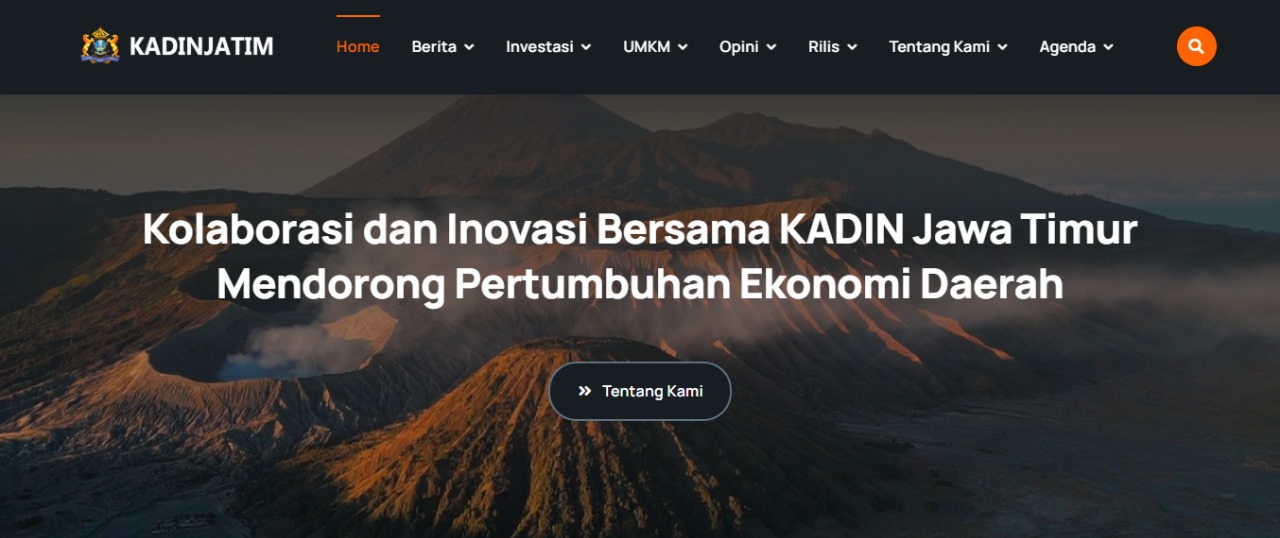 KADINJATIM
Home
Berita
Investasi
UMKM
Opini
Rilis
Tentang Kami
Agenda
Kolaborasi dan Inovasi Bersama KADIN Jawa Timur
Mendorong Pertumbuhan Ekonomi Daerah
Tentang Kami